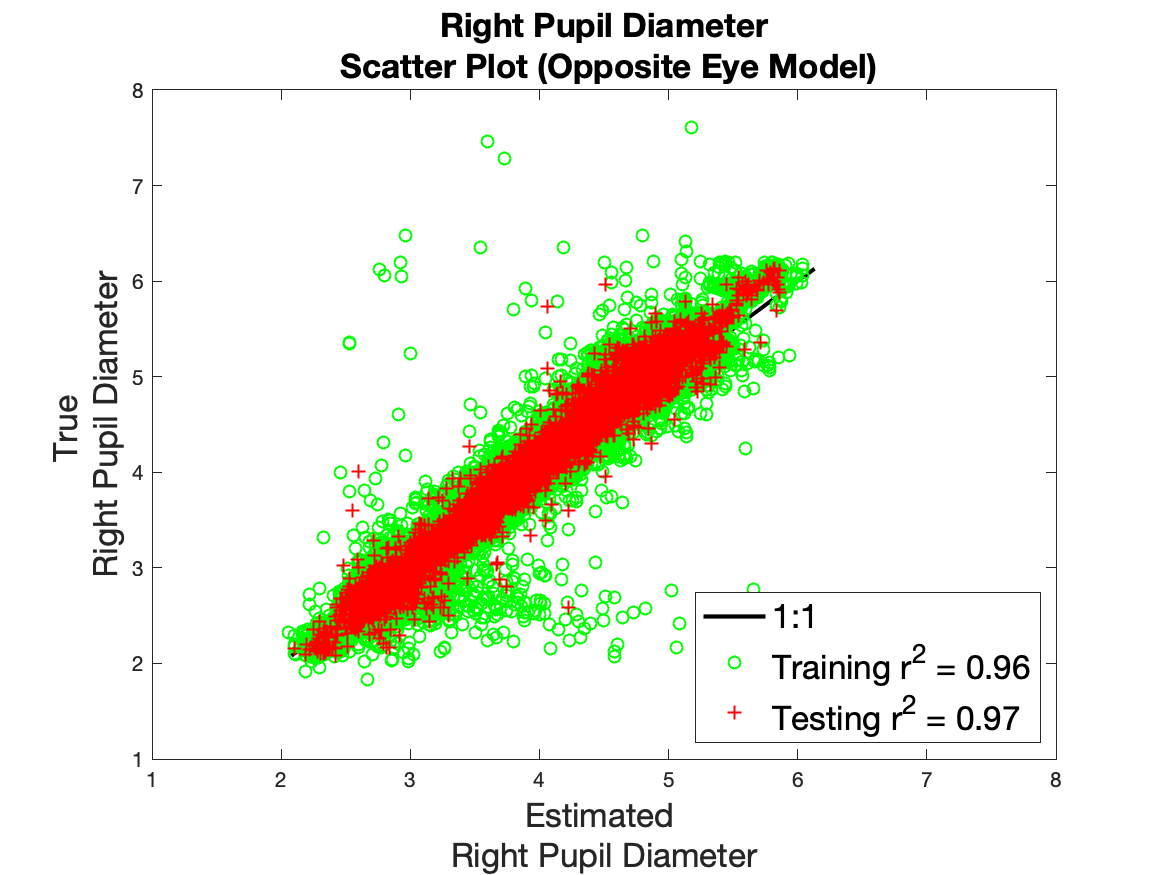 Right Pupil Diameter
Scatter Plot (Opposite Eye Model)
True
Right Pupil Diameter
8
7
6
5
4
3
2
1
1:1
Training r² = 0.96
Testing r² = 0.97
1 2 3 4 5 6 7 8
Estimated
Right Pupil Diameter